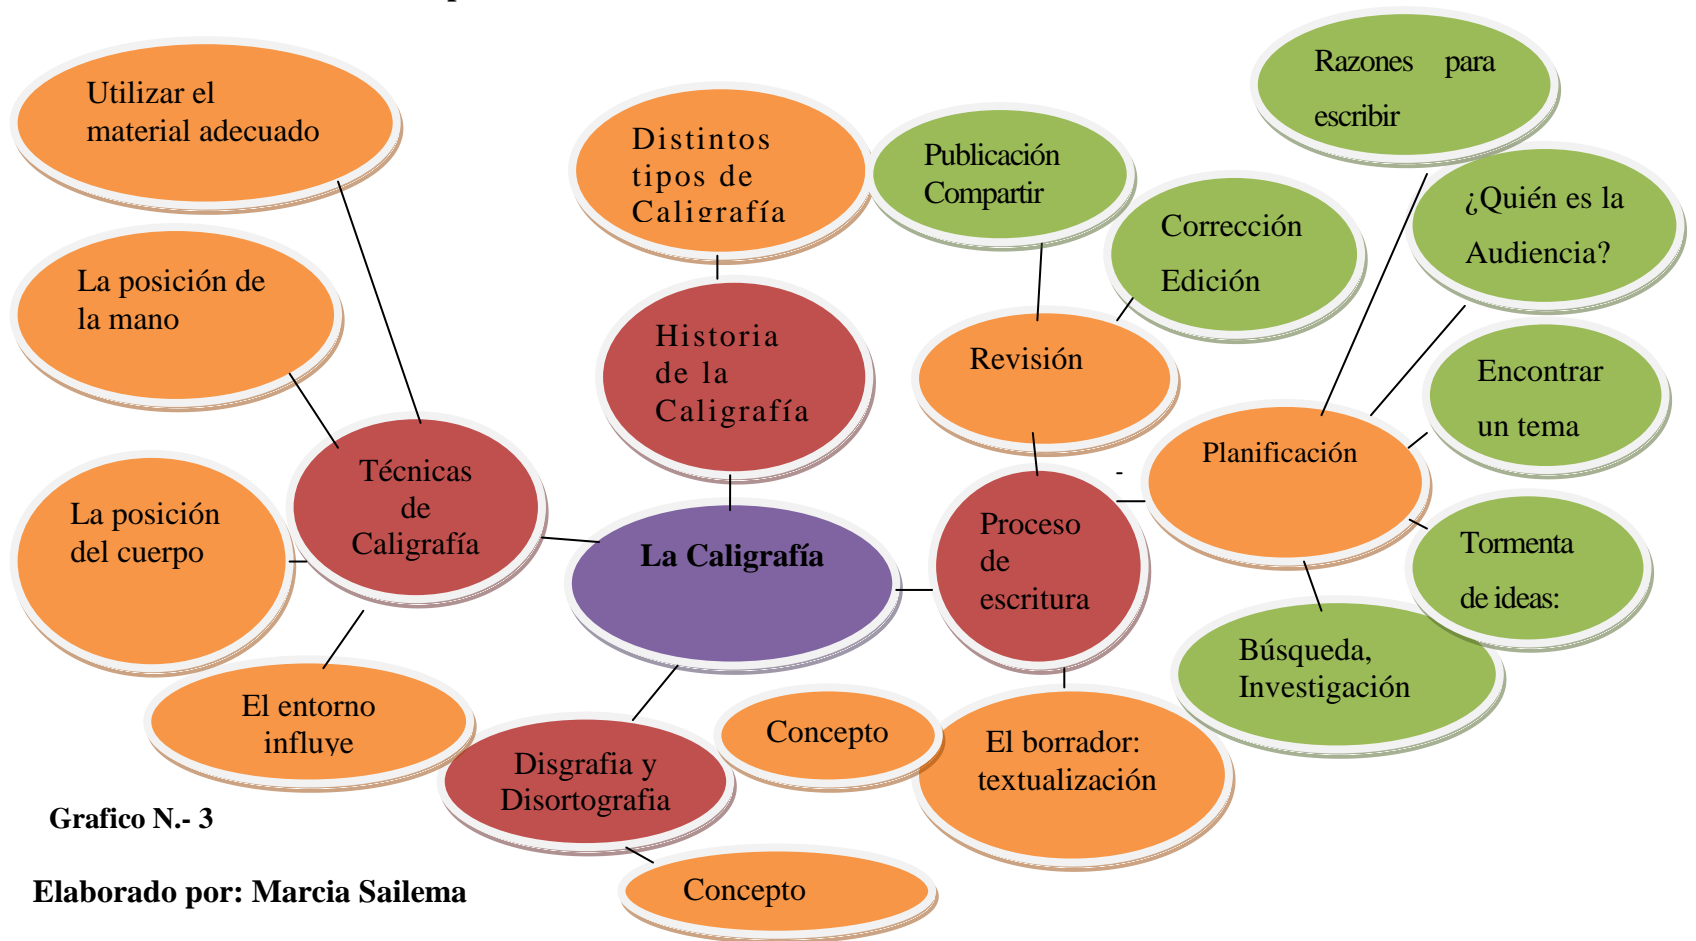 Utilizar el
material adecuado
La posición de
la mano
La posición
del cuerpo
El entorno
influye
Técnicas
de
Caligrafía
Distintos
tipos de
Caligrafía
Historia
de la
Caligrafía
La Caligrafía
Disgrafia y
Disortografia
Concepto
Concepto
Publicación
Compartir
Corrección
Edición
Revisión
-
Proceso
de
escritura
El borrador:
textualización
Planificación
Razones para
escribir
¿Quién es la
Audiencia?
Encontrar
un tema
Tormenta
de ideas:
Búsqueda,
Investigación
Grafico N.- 3
Elaborado por: Marcia Sailema